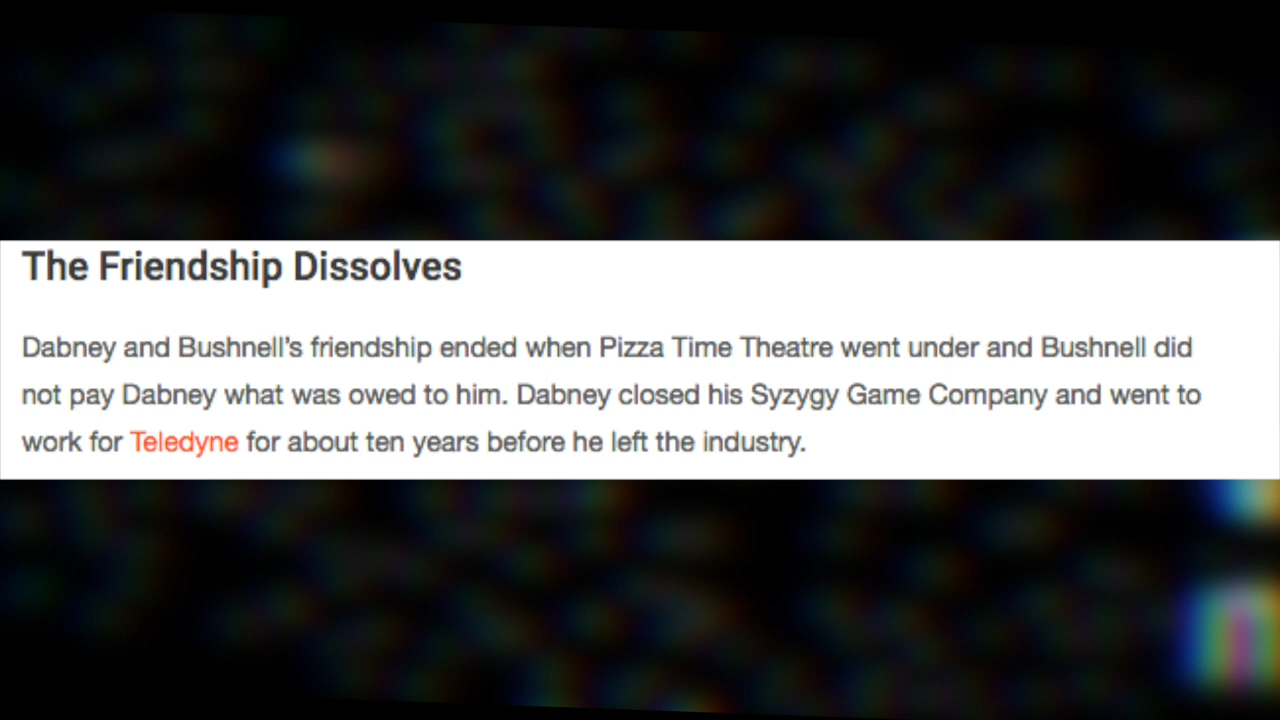 The Friendship Dissolves
Dabney and Bushnell’s friendship ended when Pizza Time Theatre went under and Bushnell did
not pay Dabney what was owed to him. Dabney closed his Syzygy Game Company and went to
work for Teledyne for about ten years before he left the industry.